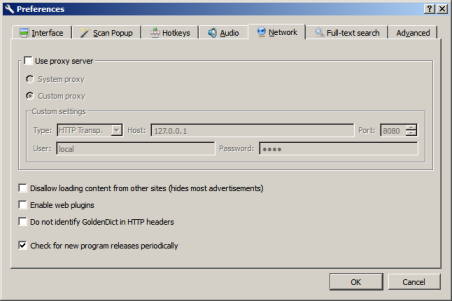 Preferences
Interface Scan Popup Hotkeys Audio Network Full-text search Advanced
Use proxy server
System proxy
Custom proxy
Custom settings
Type: HTTP Transp. Host: 127.0.0.1 Port: 8080
User: local Password: ●●●●
Disallow loading content from other sites (hides most advertisements)
Enable web plugins
Do not identify GoldenDict in HTTP headers
Check for new program releases periodically
OK Cancel